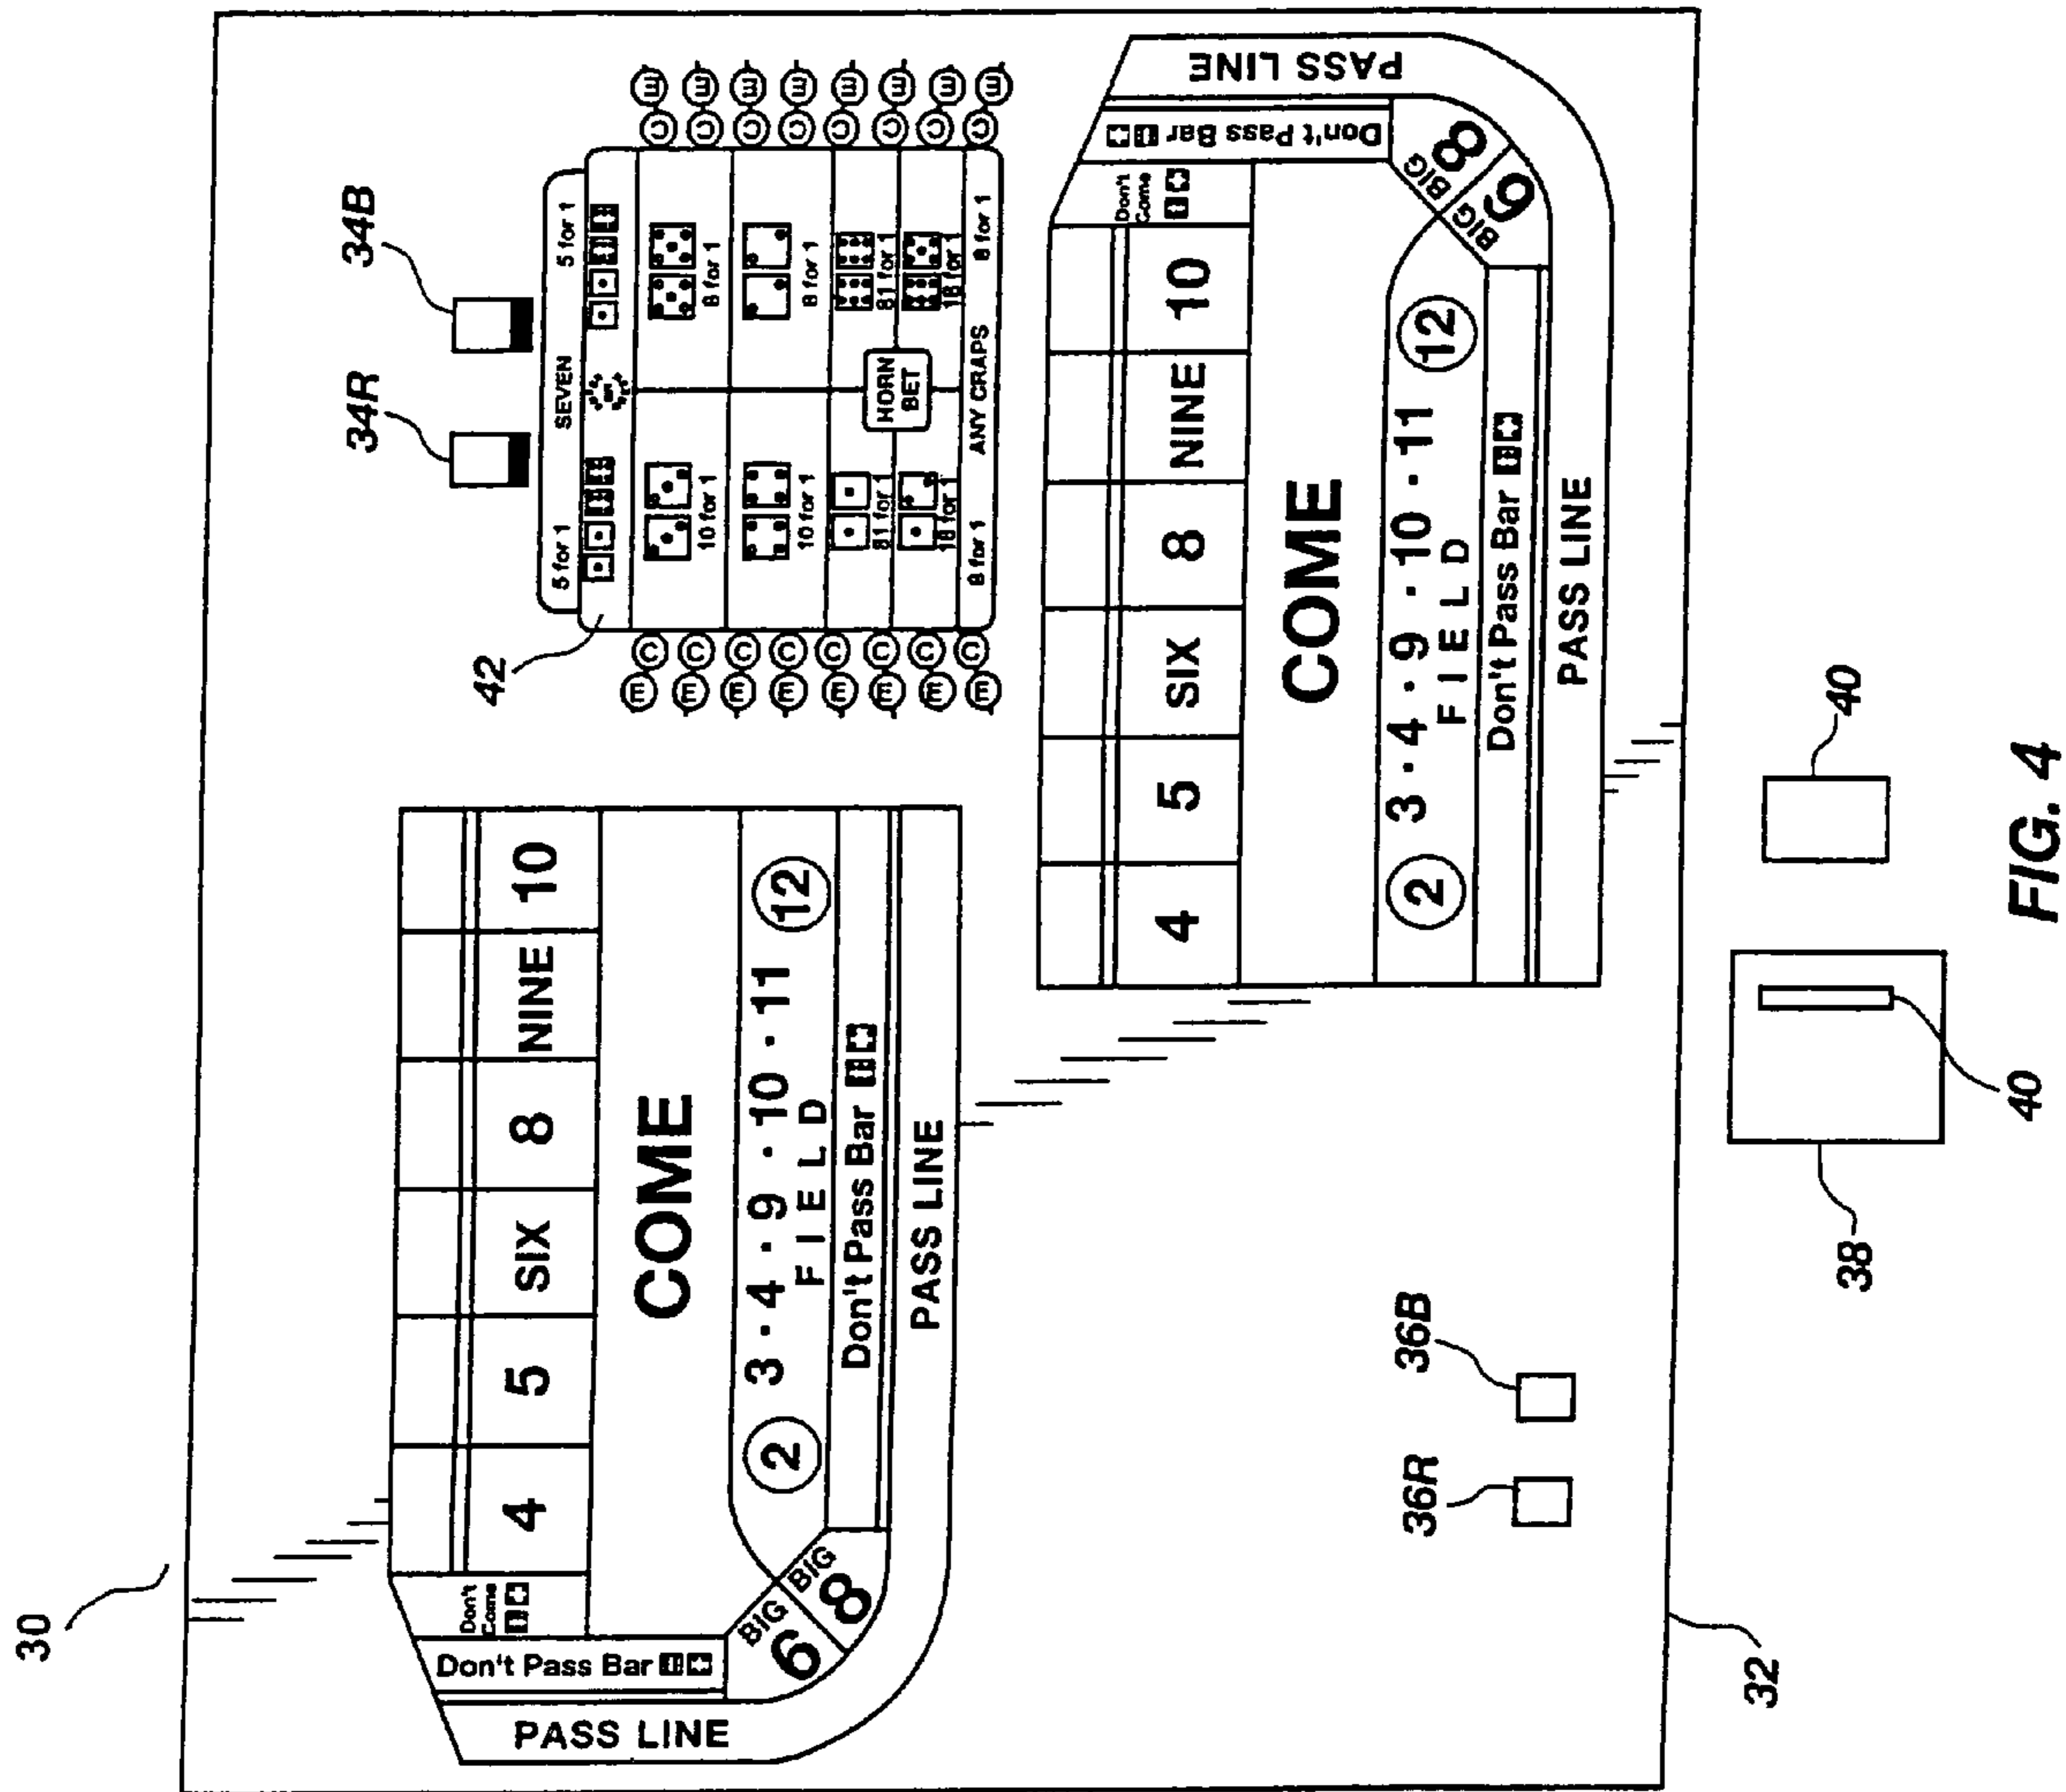 30
34R
34B
42
5 for 1 SEVEN 5 for 1
10 for 1
8 for 1
10 for 1
8 for 1
81 for 1
81 for 1
HORN
BET
18 for 1
18 for 1
8 for 1 ANY CRAPS 8 for 1
E C
E C
E C
E C
E C
E C
E C
E C
C E
C E
C E
C E
C E
C E
C E
C E
Don't
Come
4 5 SIX 8 NINE 10
COME
2 3 · 4 · 9 · 10 · 11 12
FIELD
Don't Pass Bar
PASS LINE
Don't Pass Bar
PASS LINE
BIG
6
BIG
8
4 5 SIX 8 NINE 10
Don't
Come
COME
2 3 · 4 · 9 · 10 · 11 12
FIELD
Don't Pass Bar
PASS LINE
Don't Pass Bar
PASS LINE
BIG
6
BIG
8
36R
36B
32
38
40
40
FIG. 4